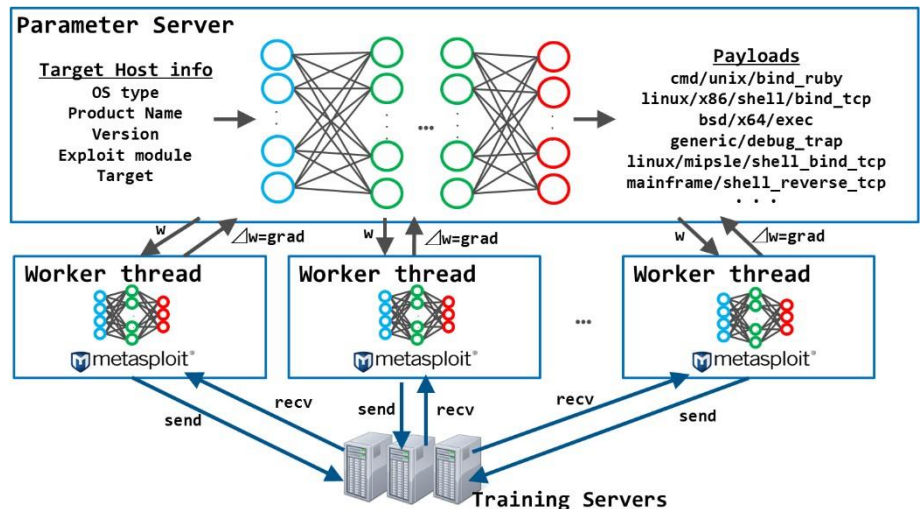 Parameter Server
Target Host info
OS type
Product Name
Version
Exploit module
Target
...
Payloads
cmd/unix/bind_ruby
linux/x86/shell/bind_tcp
bsd/x64/exec
generic/debug_trap
linux/mipsle/shell_bind_tcp
mainframe/shell_reverse_tcp
. . .
w
⊿w=grad
w
⊿w=grad
w
⊿w=grad
Worker thread
metasploit®
Worker thread
metasploit®
...
Worker thread
metasploit®
send
recv
send
recv
recv
send
Training Servers